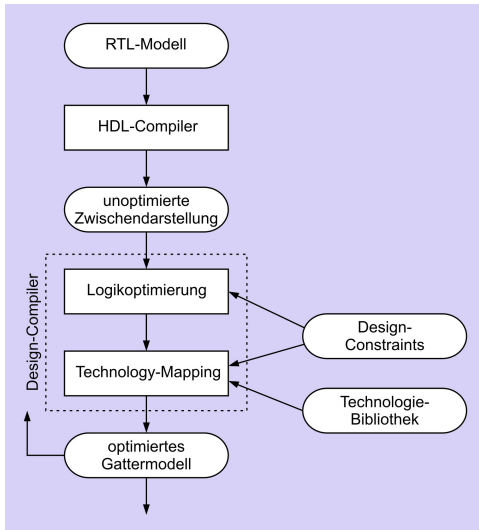 RTL-Modell
HDL-Compiler
unoptimierte
Zwischendarstellung
Design-Compiler
Logikoptimierung
Design-
Constraints
Technology-Mapping
Technologie-
Bibliothek
optimiertes
Gattermodell